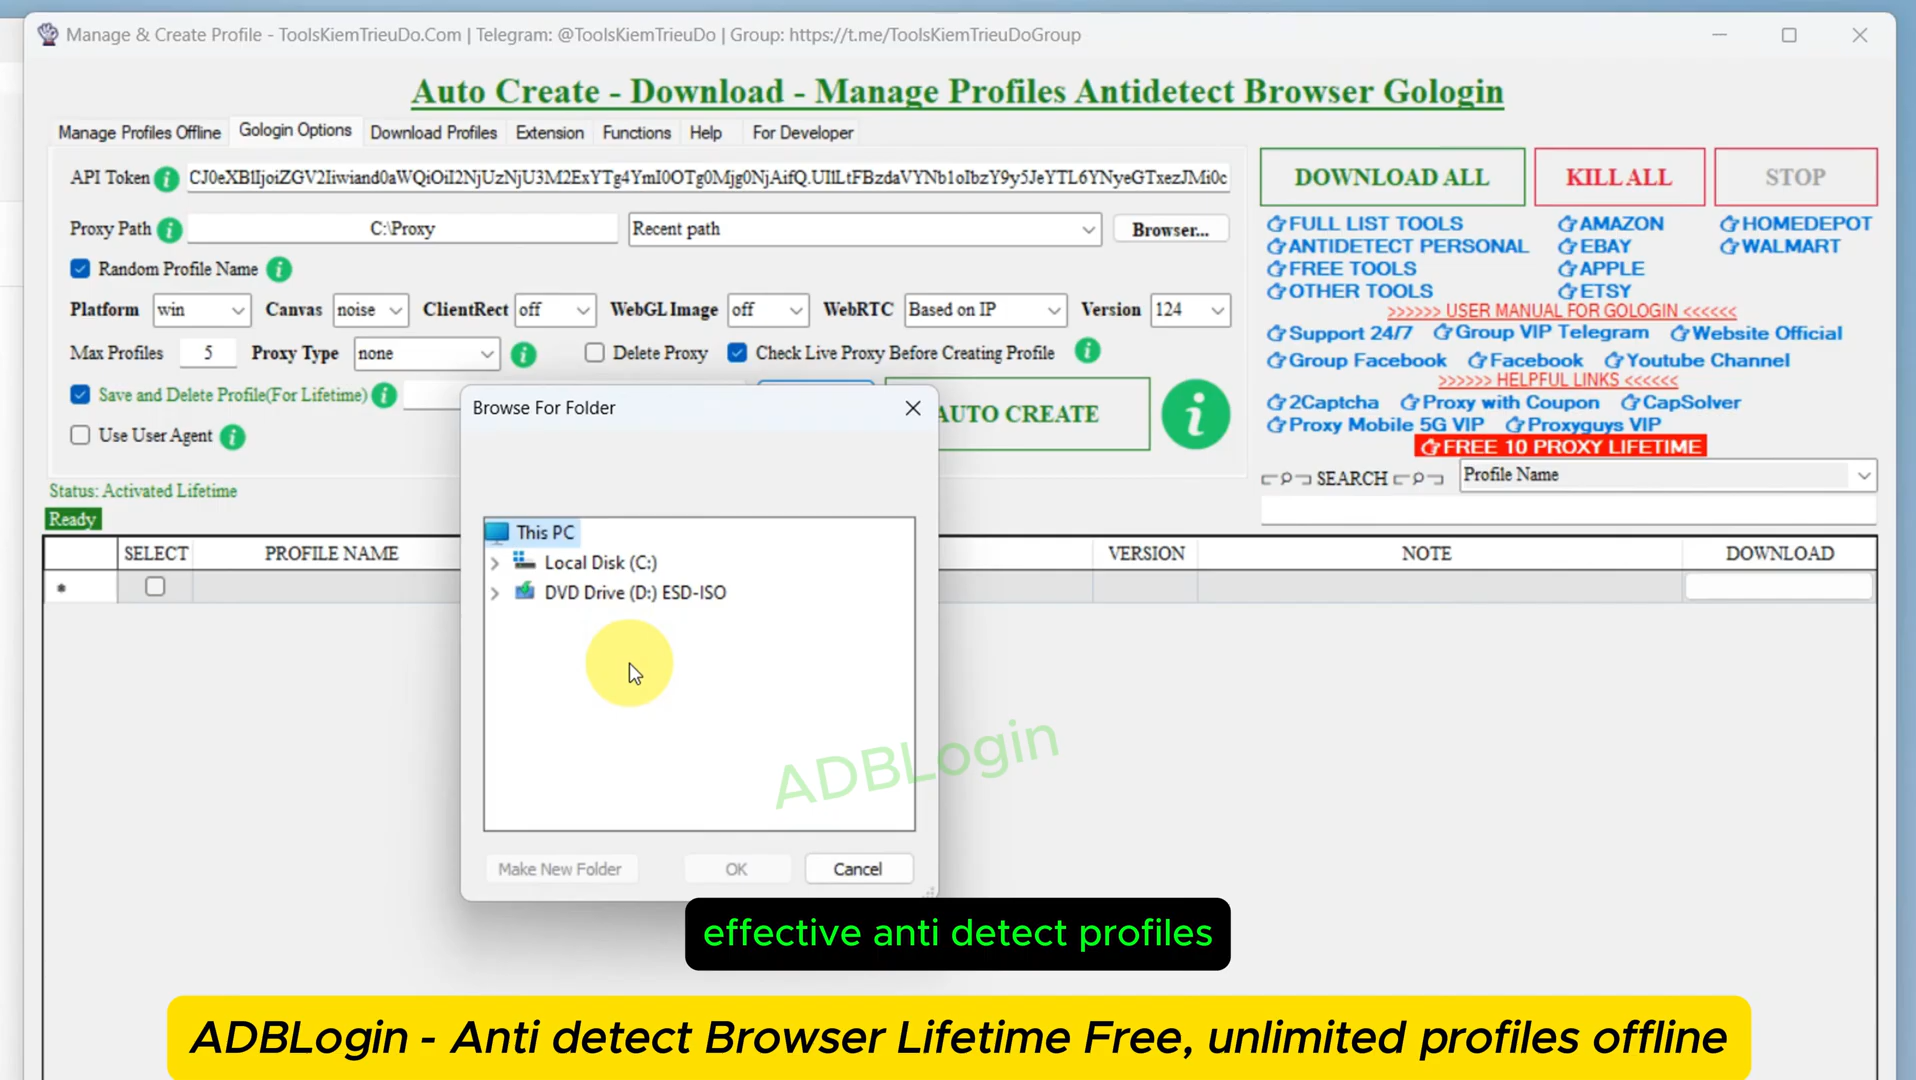 Manage & Create Profile - ToolsKiemTrieuDo.Com | Telegram: @ToolsKiemTrieuDo | Group: https://t.me/ToolsKiemTrieuDoGroup
Auto Create - Download - Manage Profiles Antidetect Browser Gologin
Manage Profiles Offline Gologin Options Download Profiles Extension Functions Help For Developer
API Token
DOWNLOAD ALL KILL ALL STOP
Proxy Path C:\Proxy Recent path Browser...
FULL LIST TOOLS AMAZON HOMEDEPOT
ANTIDETECT PERSONAL EBAY WALMART
Random Profile Name
FREE TOOLS APPLE
OTHER TOOLS ETSY
Platform win Canvas noise ClientRect off WebGL Image off WebRTC Based on IP Version 124
>>>>>> USER MANUAL FOR GOLOGIN <<<<<<
Support 24/7 Group VIP Telegram Website Official
Max Profiles 5 Proxy Type none Delete Proxy Check Live Proxy Before Creating Profile
Group Facebook Facebook Youtube Channel
>>>>>> HELPFUL LINKS <<<<<<
Save and Delete Profile(For Lifetime)
2Captcha Proxy with Coupon CapSolver
Browse For Folder
AUTO CREATE
Proxy Mobile 5G VIP Proxyguys VIP
Use User Agent
FREE 10 PROXY LIFETIME
SEARCH Profile Name
Status: Activated Lifetime
Ready
SELECT PROFILE NAME VERSION NOTE DOWNLOAD
*
This PC
Local Disk (C:)
DVD Drive (D:) ESD-ISO
ADBLogin
Make New Folder OK Cancel
effective anti detect profiles
ADBLogin - Anti detect Browser Lifetime Free, unlimited profiles offline